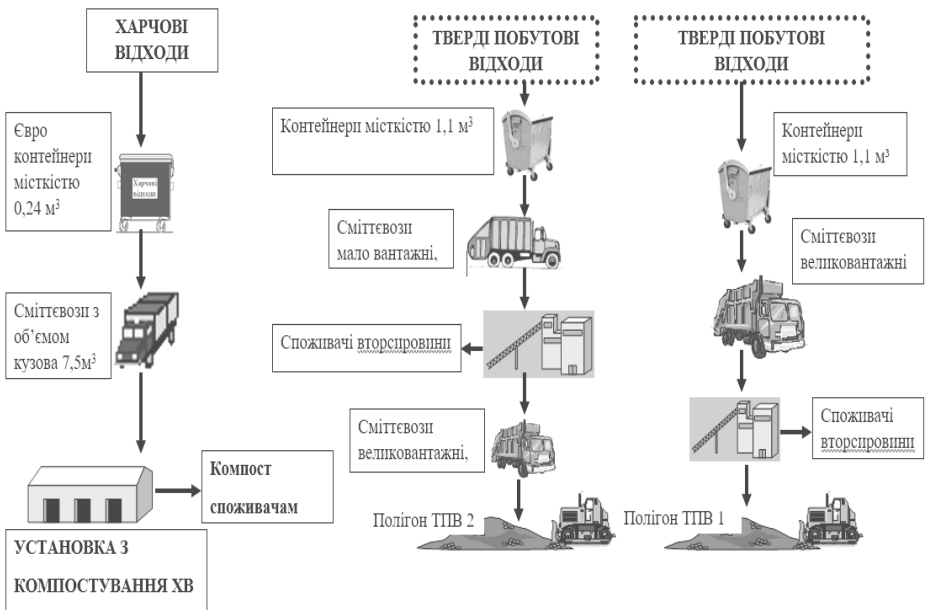 ХАРЧОВІ
ВІДХОДИ
Євро
контейнери
місткістю
0,24 м³
Харчові
відходи
Сміттєвози з
об’ємом
кузова 7,5м³
Компост
споживачам
УСТАНОВКА З
КОМПОСТУВАННЯ ХВ
ТВЕРДІ ПОБУТОВІ
ВІДХОДИ
Контейнери місткістю 1,1 м³
Сміттєвози
мало вантажні,
Споживачі вторсировини
Сміттєвози
великовантажні,
Полігон ТПВ 2
ТВЕРДІ ПОБУТОВІ
ВІДХОДИ
Контейнери
місткістю 1,1 м³
Сміттєвози
великовантажні
Споживачі
вторсировини
Полігон ТПВ 1